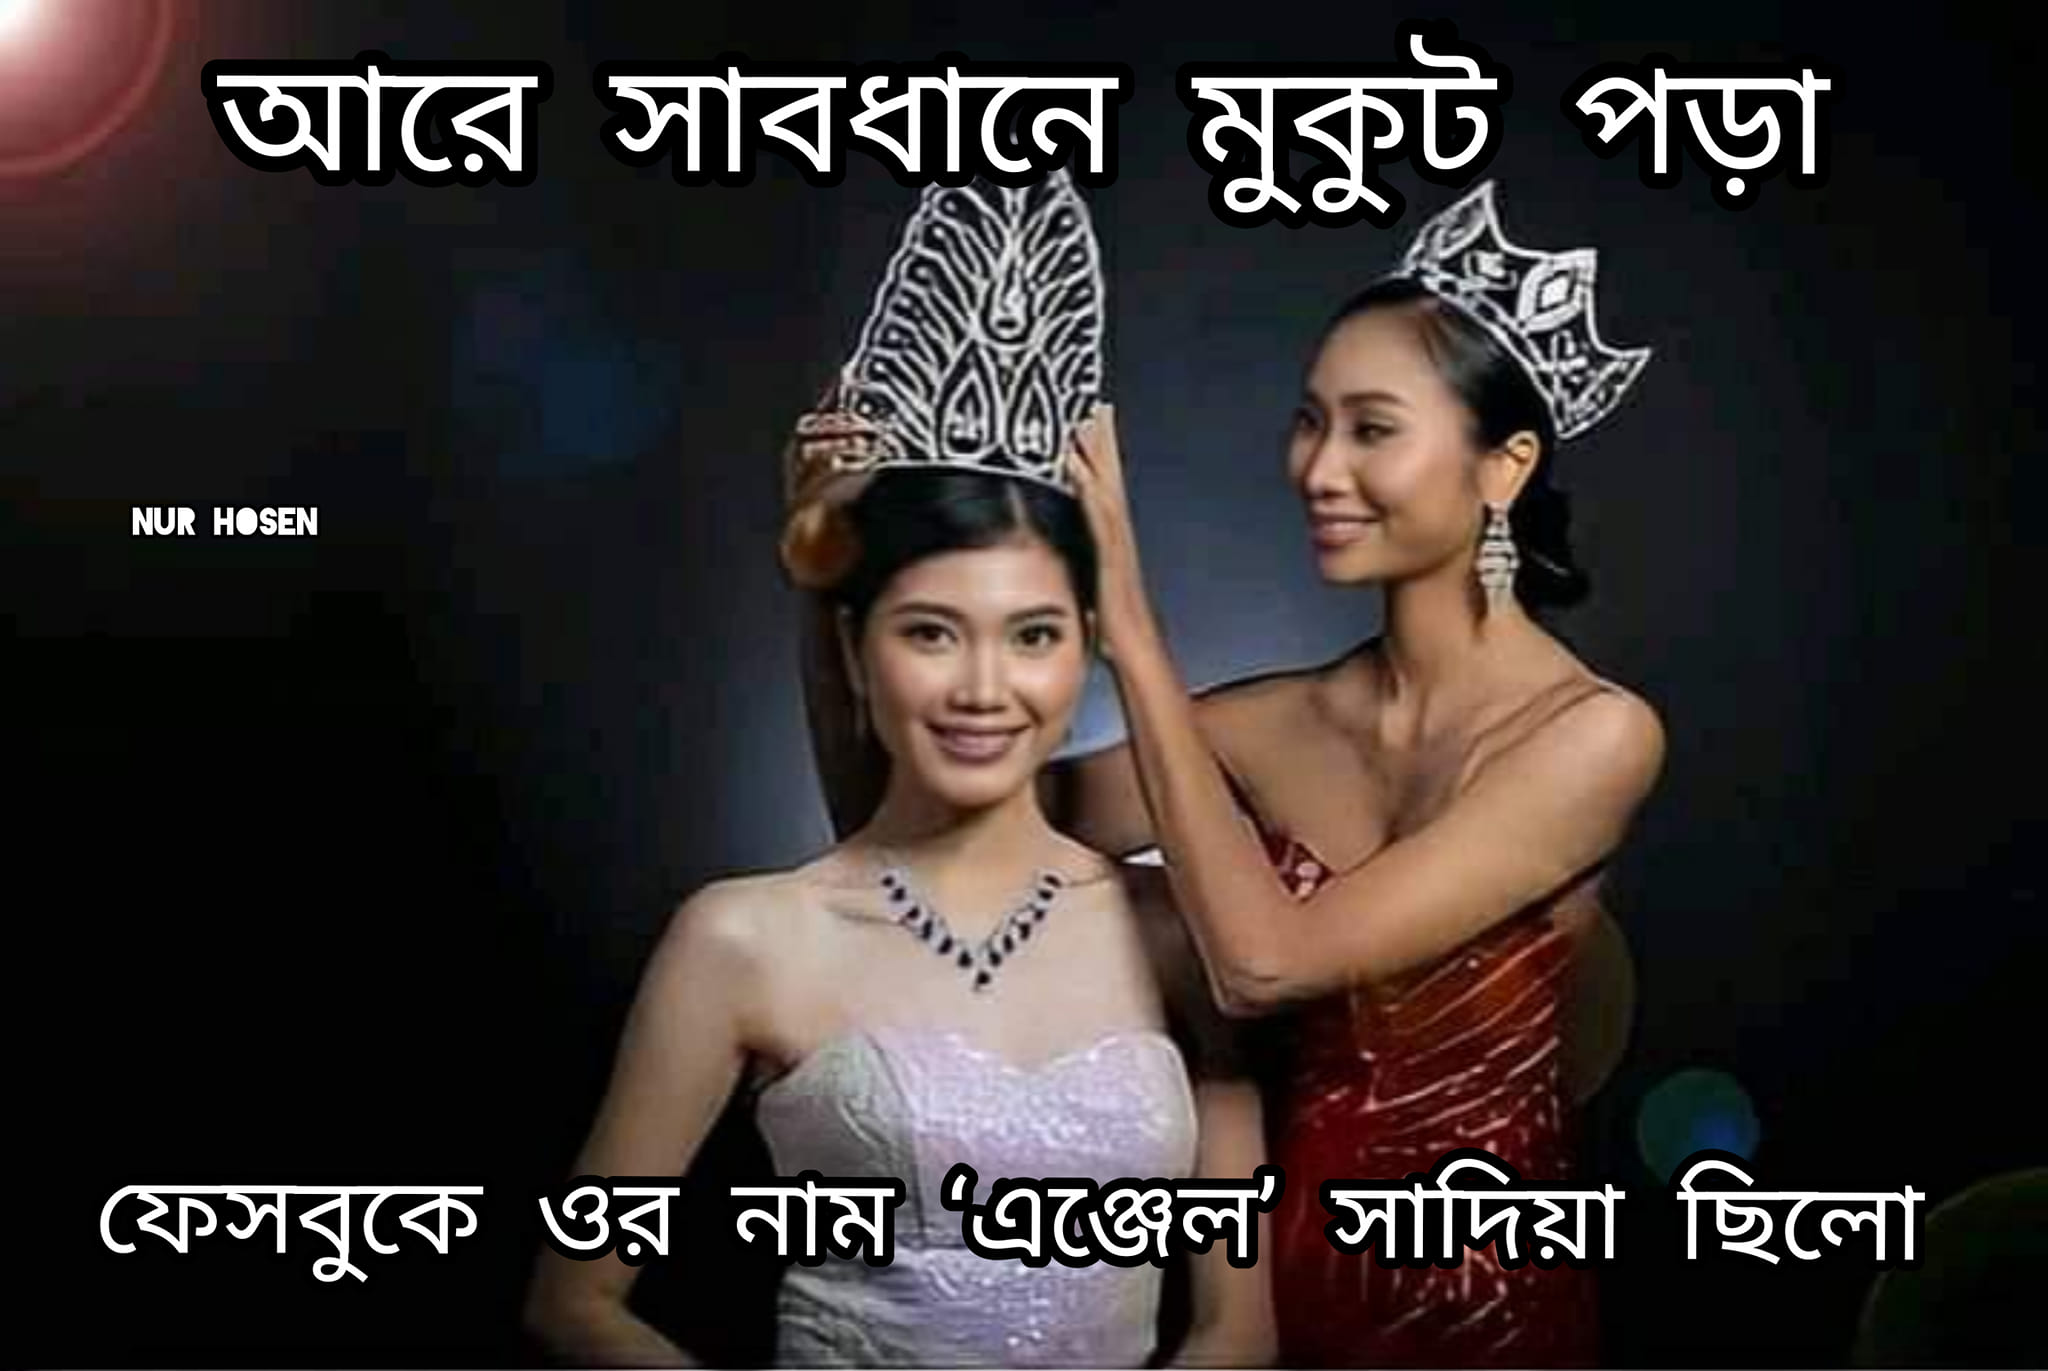 আরে সাবধানে মুকুট পড়া
NUR HOSEN
ফেসবুকে ওর নাম ‘এঞ্জেল’ সাদিয়া ছিলো